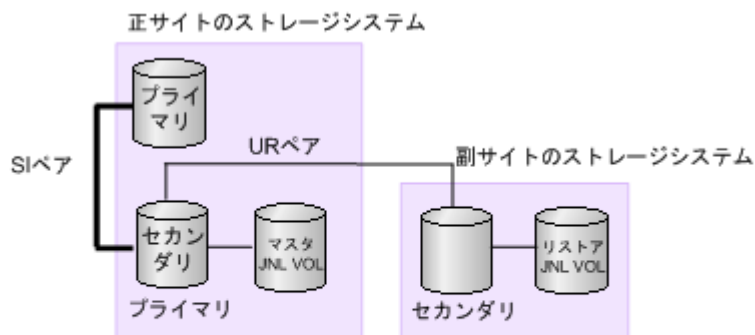 正サイトのストレージシステム
プライ
マリ
URペア
副サイトのストレージシステム
SIペア
セカン
ダリ
マスタ
JNL VOL
リストア
JNL VOL
プライマリ
セカンダリ